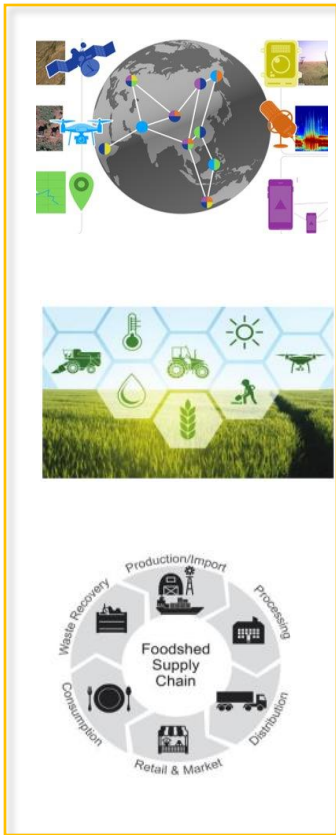 Production/Import
Processing
Distribution
Retail & Market
Consumption
Waste Recovery
Foodshed
Supply
Chain